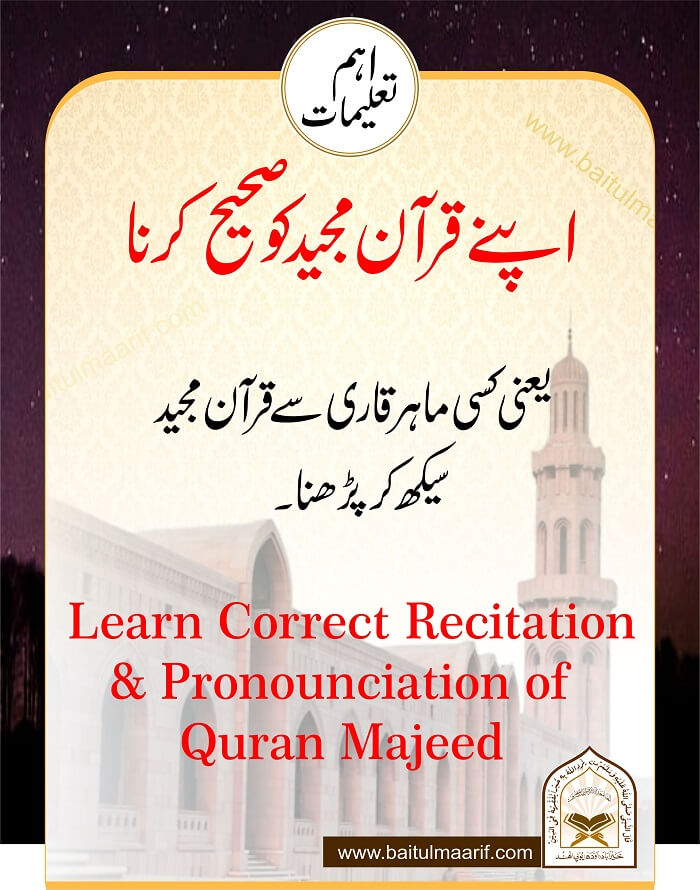 اہم
تعلیمات
اپنے قرآن مجید کو صحیح کرنا
یعنی کسی ماہر قاری سے قرآن مجید
سیکھ کر پڑھنا۔
Learn Correct Recitation
& Pronounciation of
Quran Majeed
www.baitulmaarif.com